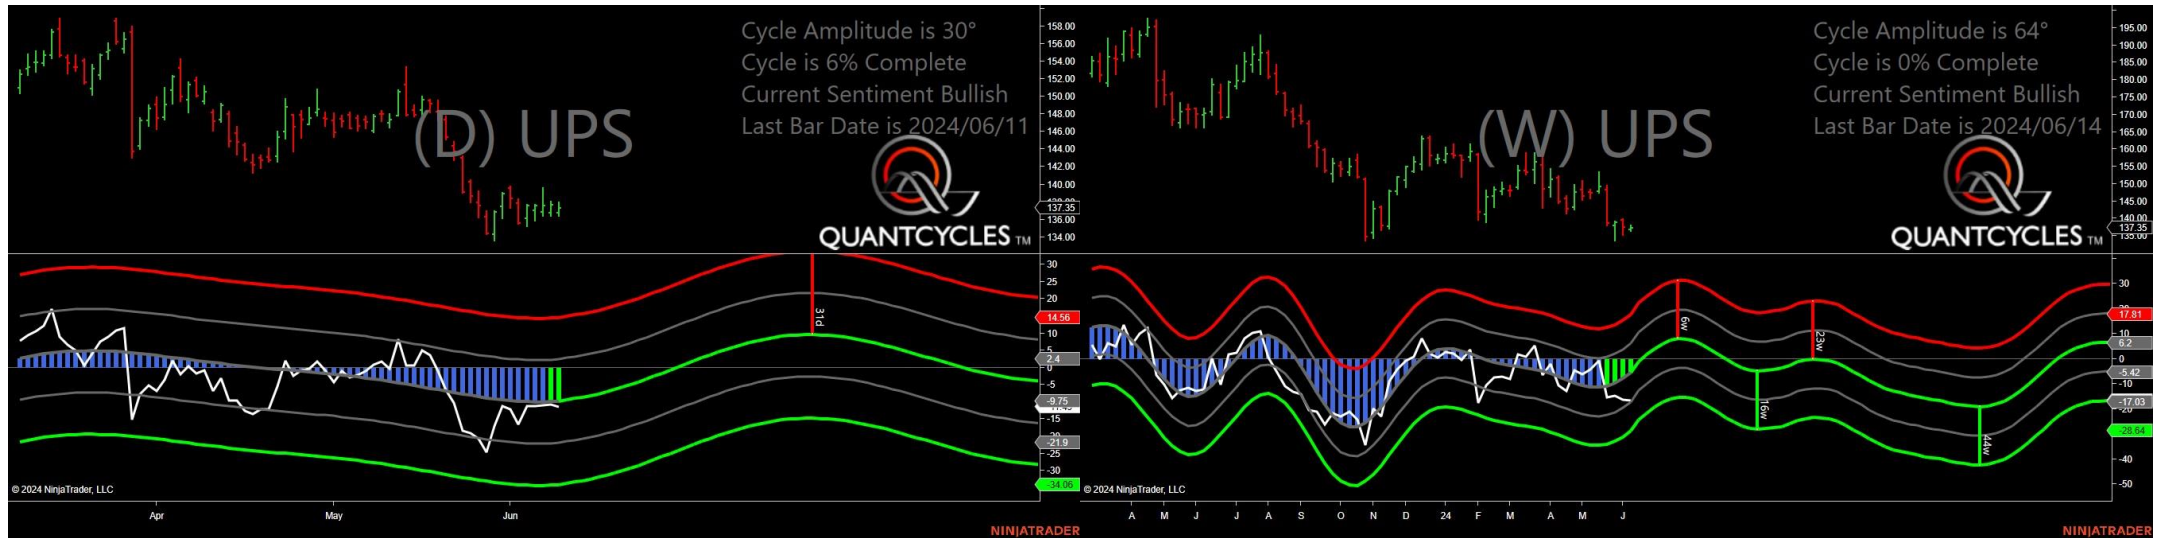 Cycle Amplitude is 30°
Cycle is 6% Complete
Current Sentiment Bullish
Last Bar Date is 2024/06/11
(D) UPS
QUANTCYCLES TM
158.00
156.00
154.00
152.00
150.00
148.00
146.00
144.00
142.00
140.00
137.35
136.00
134.00
31d
30
25
20
14.56
10
5
2.4
0
-5
-9.75
-15
-21.9
-25
-30
-34.06
© 2024 NinjaTrader, LLC
Apr May Jun
NINJATRADER
Cycle Amplitude is 64°
Cycle is 0% Complete
Current Sentiment Bullish
Last Bar Date is 2024/06/14
(W) UPS
QUANTCYCLES TM
195.00
190.00
185.00
180.00
175.00
170.00
165.00
160.00
155.00
150.00
145.00
140.00
137.35
135.00
6w
23w
16w
44w
30
17.81
10
6.2
0
-5.42
-10
-17.03
-28.64
-40
-50
© 2024 NinjaTrader, LLC
A M J J A S O N D 24 F M A M J
NINJATRADER